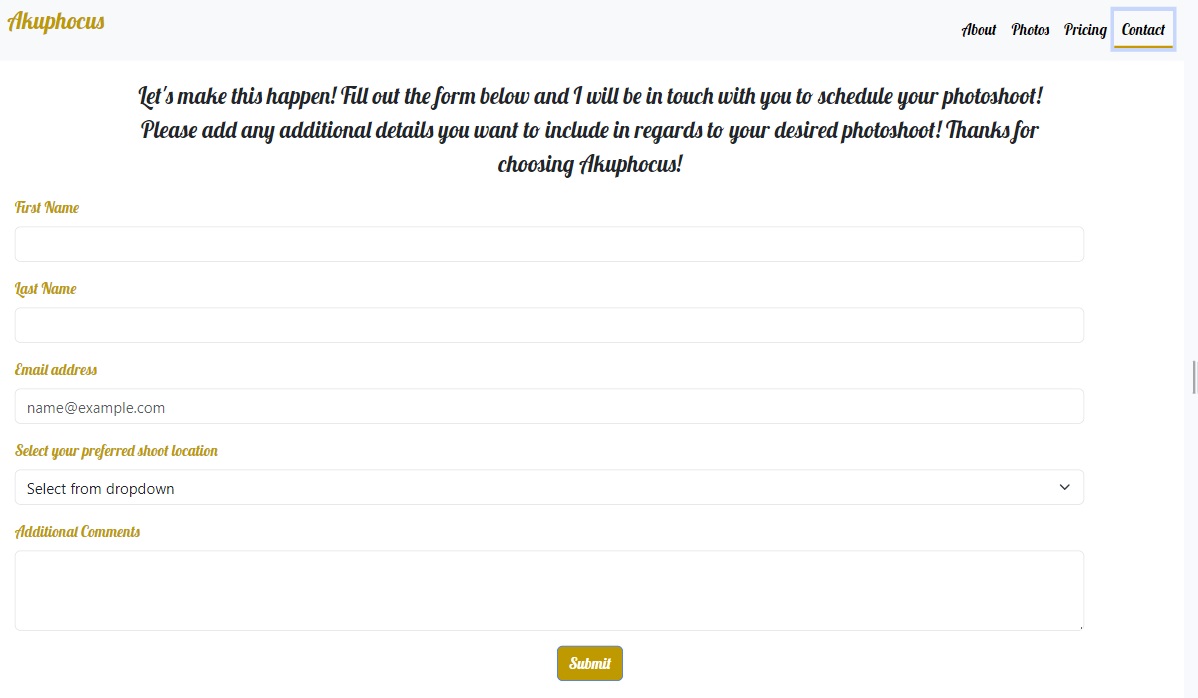 Akuphocus
About Photos Pricing Contact
Let's make this happen! Fill out the form below and I will be in touch with you to schedule your photoshoot!
Please add any additional details you want to include in regards to your desired photoshoot! Thanks for
choosing Akuphocus!
First Name
Last Name
Email address
name@example.com
Select your preferred shoot location
Select from dropdown
Additional Comments
Submit